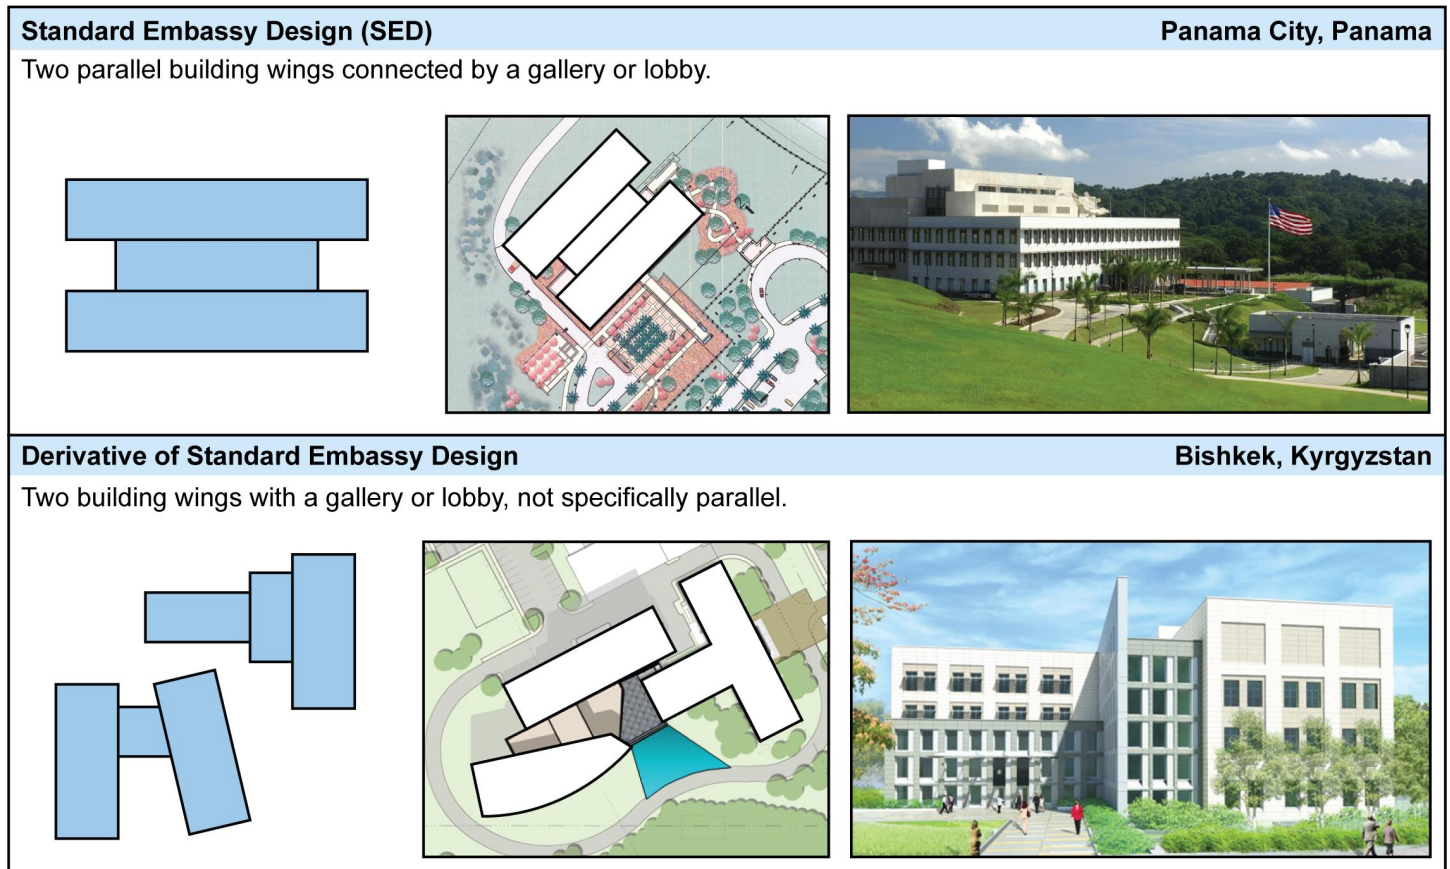 Standard Embassy Design (SED)
Panama City, Panama
Two parallel building wings connected by a gallery or lobby.
Derivative of Standard Embassy Design
Bishkek, Kyrgyzstan
Two building wings with a gallery or lobby, not specifically parallel.